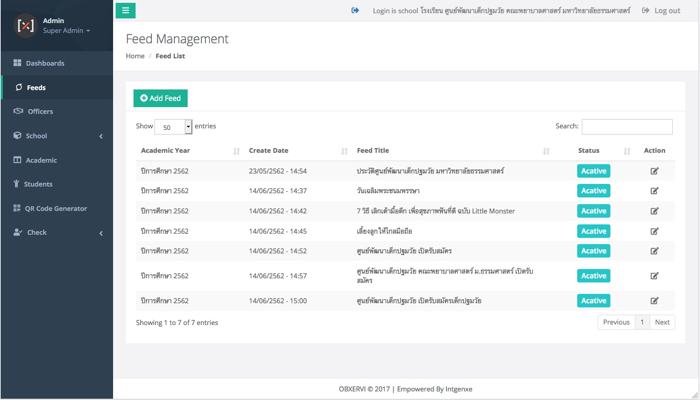 Admin
Super Admin
Login is school โรงเรียน ศูนย์พัฒนาเด็กปฐมวัย คณะพยาบาลศาสตร์ มหาวิทยาลัยธรรมศาสตร์
Log out
Dashboards
Feeds
Officers
School
Academic
Students
QR Code Generator
Check
Feed Management
Home / Feed List
Add Feed
Show 50 entries
Search:
Academic Year Create Date Feed Title Status Action
ปีการศึกษา 2562 23/05/2562 - 14:54 ประวัติศูนย์พัฒนาเด็กปฐมวัย มหาวิทยาลัยธรรมศาสตร์ Acative
ปีการศึกษา 2562 14/06/2562 - 14:37 วันเฉลิมพระชนมพรรษา Acative
ปีการศึกษา 2562 14/06/2562 - 14:42 7 วิธี เลิกเต้ามื้อดึก เพื่อสุขภาพฟันที่ดี ฉบับ Little Monster Acative
ปีการศึกษา 2562 14/06/2562 - 14:45 เลี้ยงลูกให้ไกลมือถือ Acative
ปีการศึกษา 2562 14/06/2562 - 14:52 ศูนย์พัฒนาเด็กปฐมวัย เปิดรับสมัคร Acative
ปีการศึกษา 2562 14/06/2562 - 14:57 ศูนย์พัฒนาเด็กปฐมวัย คณะพยาบาลศาสตร์ ม.ธรรมศาสตร์ เปิดรับ Acative
สมัคร
ปีการศึกษา 2562 14/06/2562 - 15:00 ศูนย์พัฒนาเด็กปฐมวัย เปิดรับสมัครเด็กปฐมวัย Acative
Showing 1 to 7 of 7 entries
Previous 1 Next
OBXERVI © 2017 | Empowered By Intgenxe